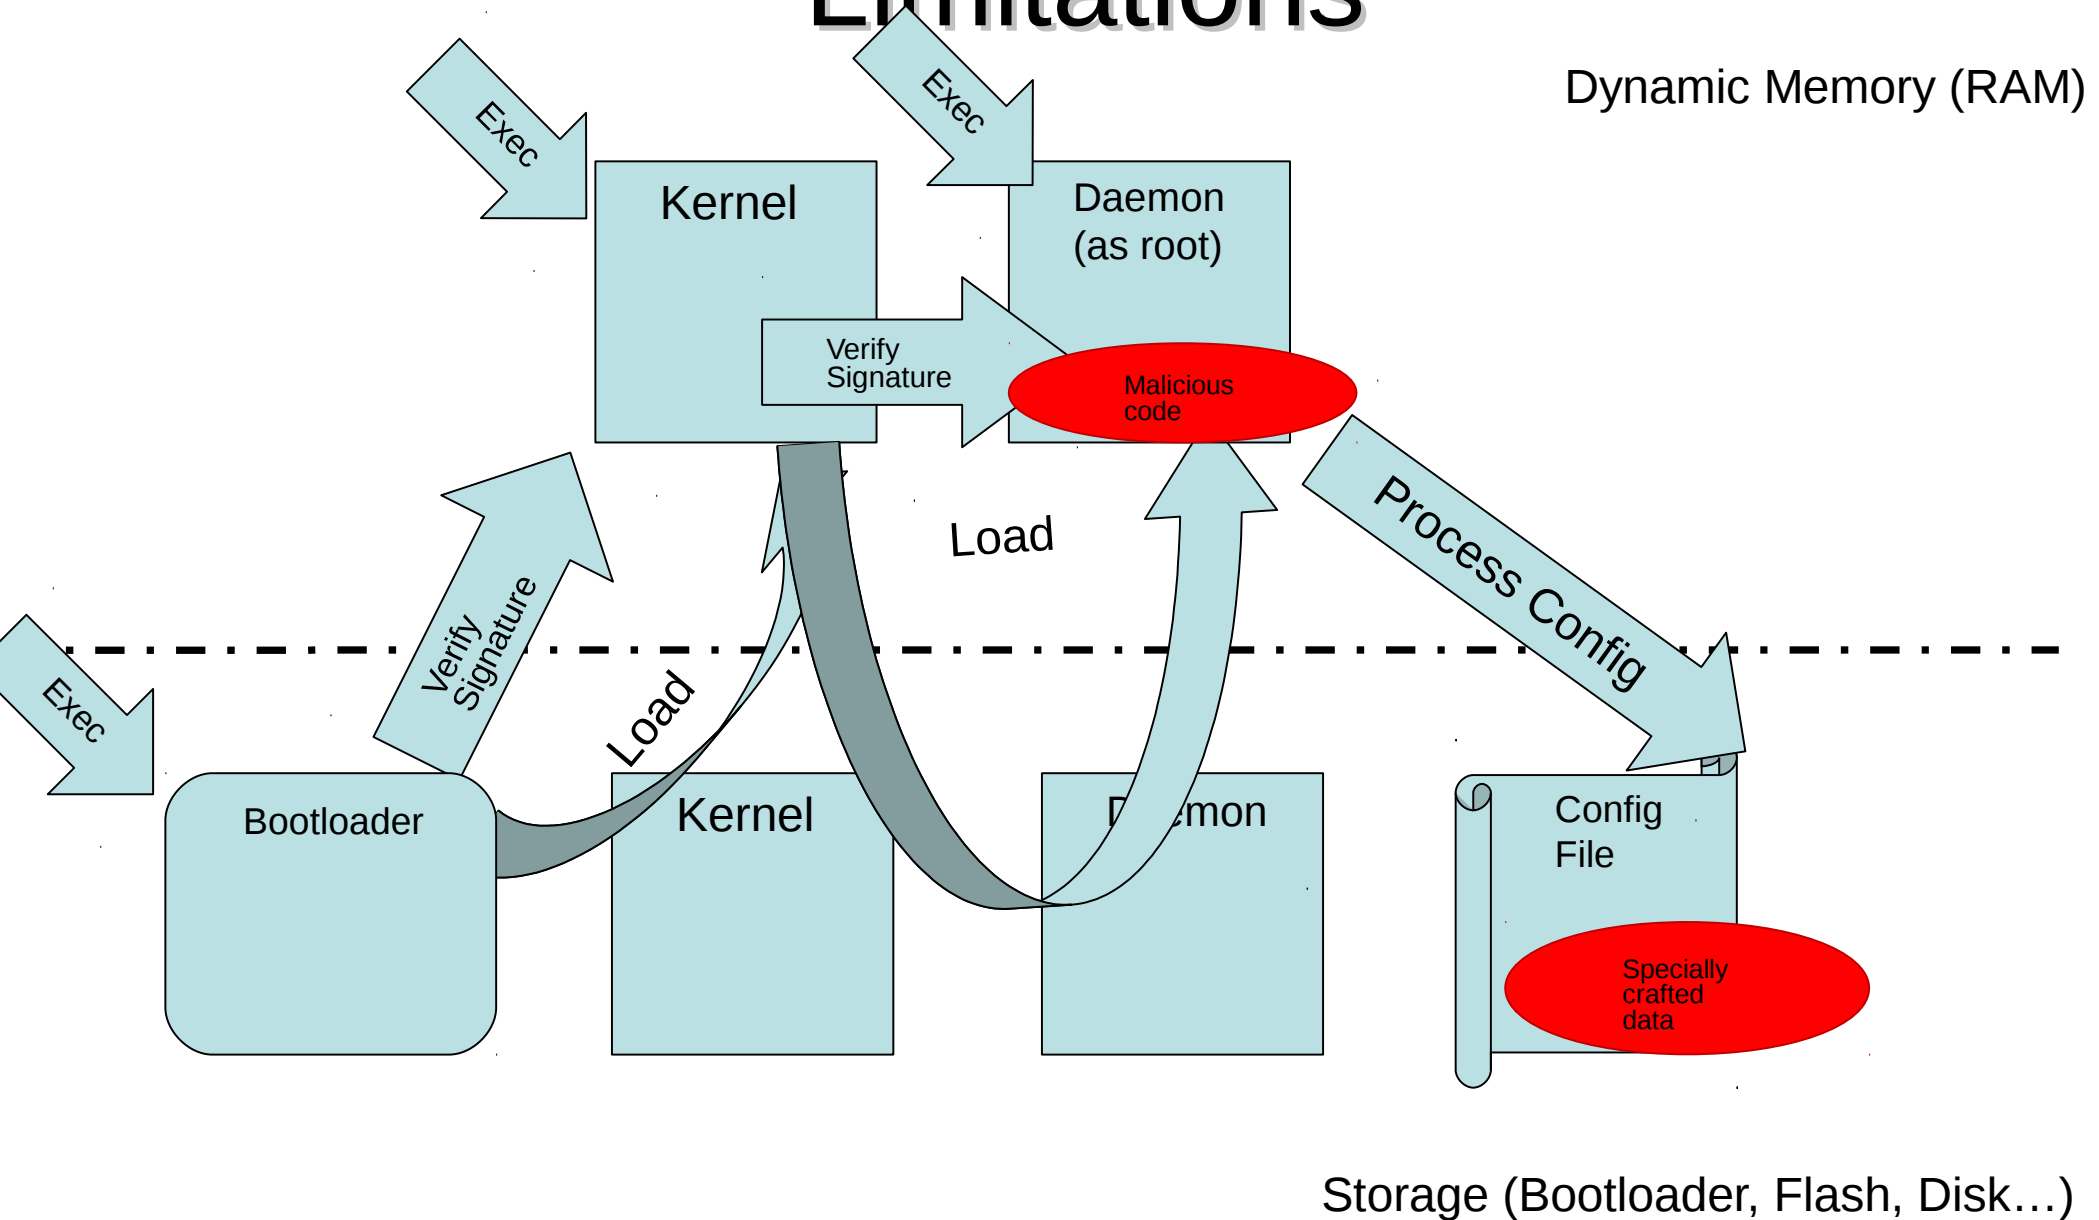 Limitations
Dynamic Memory (RAM)
Exec
Exec
Kernel
Daemon
(as root)
Verify
Signature
Malicious
code
Load
Process Config
Verify
Signature
Load
Exec
Bootloader
Kernel
Config
File
Specially
crafted
data
Storage (Bootloader, Flash, Disk…)